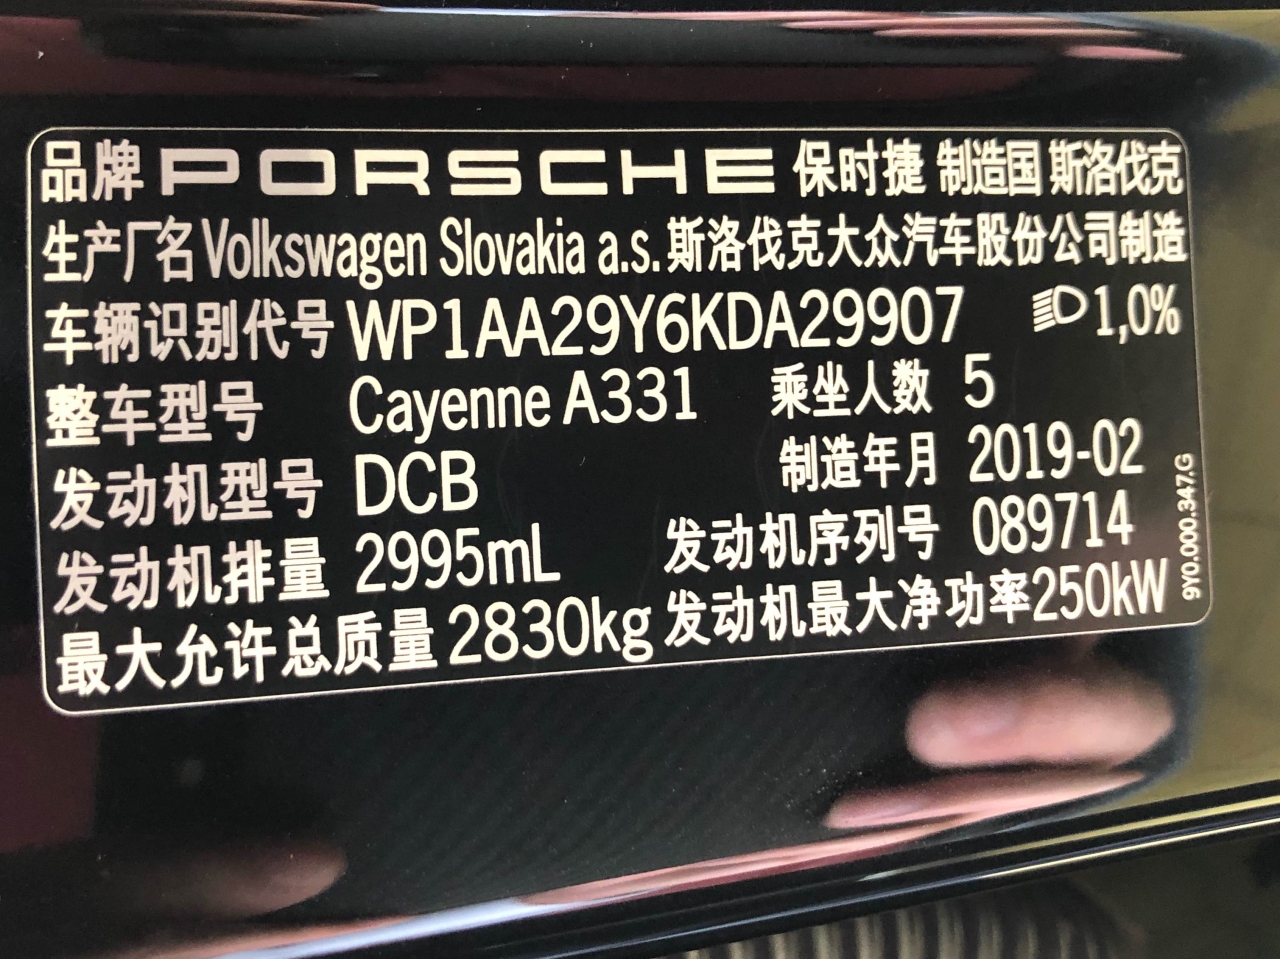 品牌 PORSCHE 保时捷 制造国 斯洛伐克
生产厂名 Volkswagen Slovakia a.s. 斯洛伐克大众汽车股份公司制造
车辆识别代号 WP1AA29Y6KDA29907 1,0%
整车型号 Cayenne A331 乘坐人数 5
发动机型号 DCB 制造年月 2019-02
发动机排量 2995mL 发动机序列号 089714
最大允许总质量 2830kg 发动机最大净功率 250kW
9Y0.000.347.G